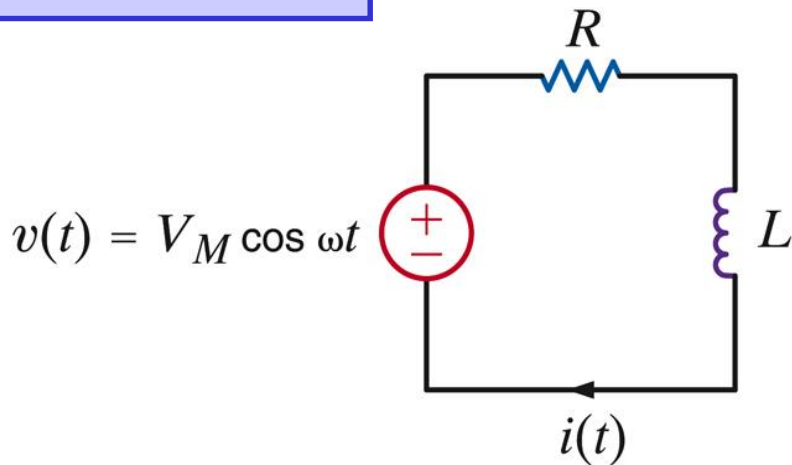 R
v(t) = V_M cos ωt
+
−
L
i(t)